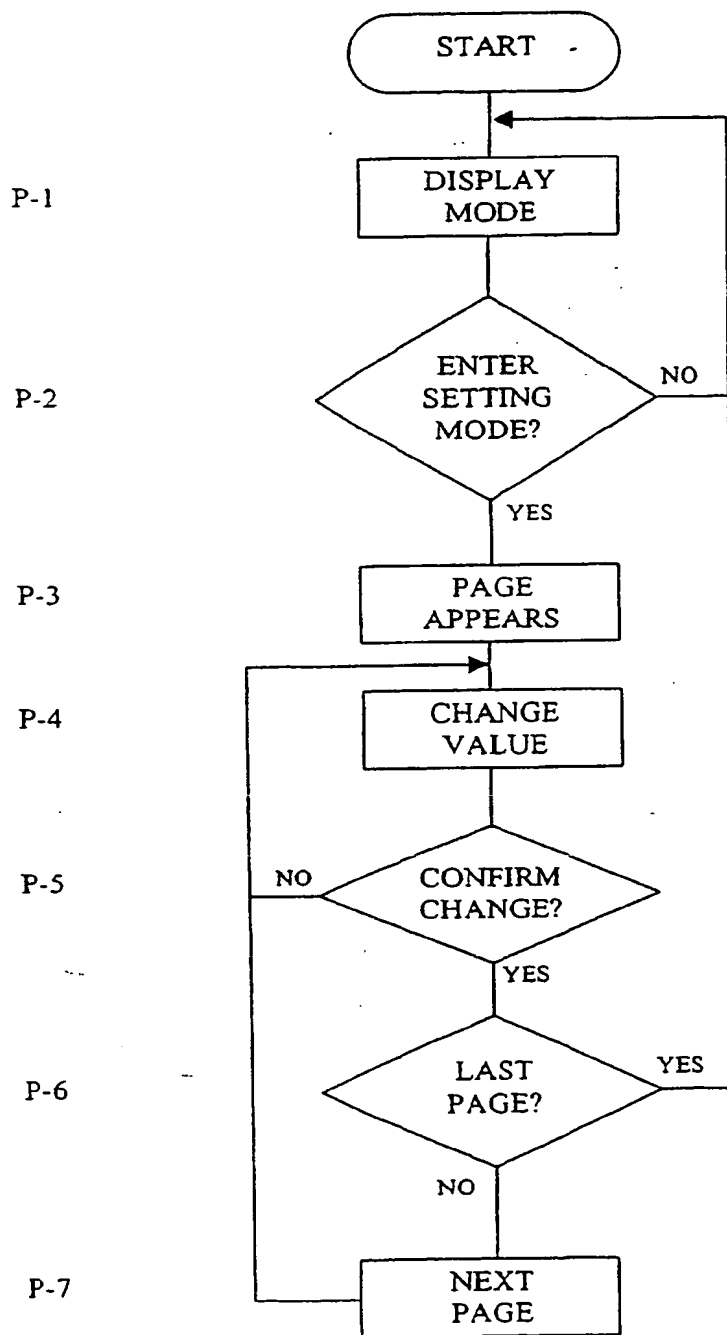 START
P-1
DISPLAY
MODE
P-2
ENTER
SETTING
MODE?
NO
YES
P-3
PAGE
APPEARS
P-4
CHANGE
VALUE
P-5
NO
CONFIRM
CHANGE?
YES
P-6
LAST
PAGE?
YES
NO
P-7
NEXT
PAGE